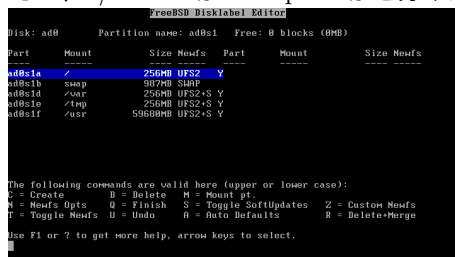 FreeBSD Disklabel Editor
Disk: ad0 Partition name: ad0s1 Free: 0 blocks (0MB)
Part Mount Size Newfs Part Mount Size Newfs
---- ----- ---- ----- ---- ----- ---- -----
ad0s1a / 256MB UFS2 Y
ad0s1b swap 987MB SWAP
ad0s1d /var 256MB UFS2+S Y
ad0s1e /tmp 256MB UFS2+S Y
ad0s1f /usr 59680MB UFS2+S Y
The following commands are valid here (upper or lower case):
C = Create D = Delete M = Mount pt.
N = Newfs Opts Q = Finish S = Toggle SoftUpdates Z = Custom Newfs
T = Toggle Newfs U = Undo A = Auto Defaults R = Delete+Merge
Use F1 or ? to get more help, arrow keys to select.